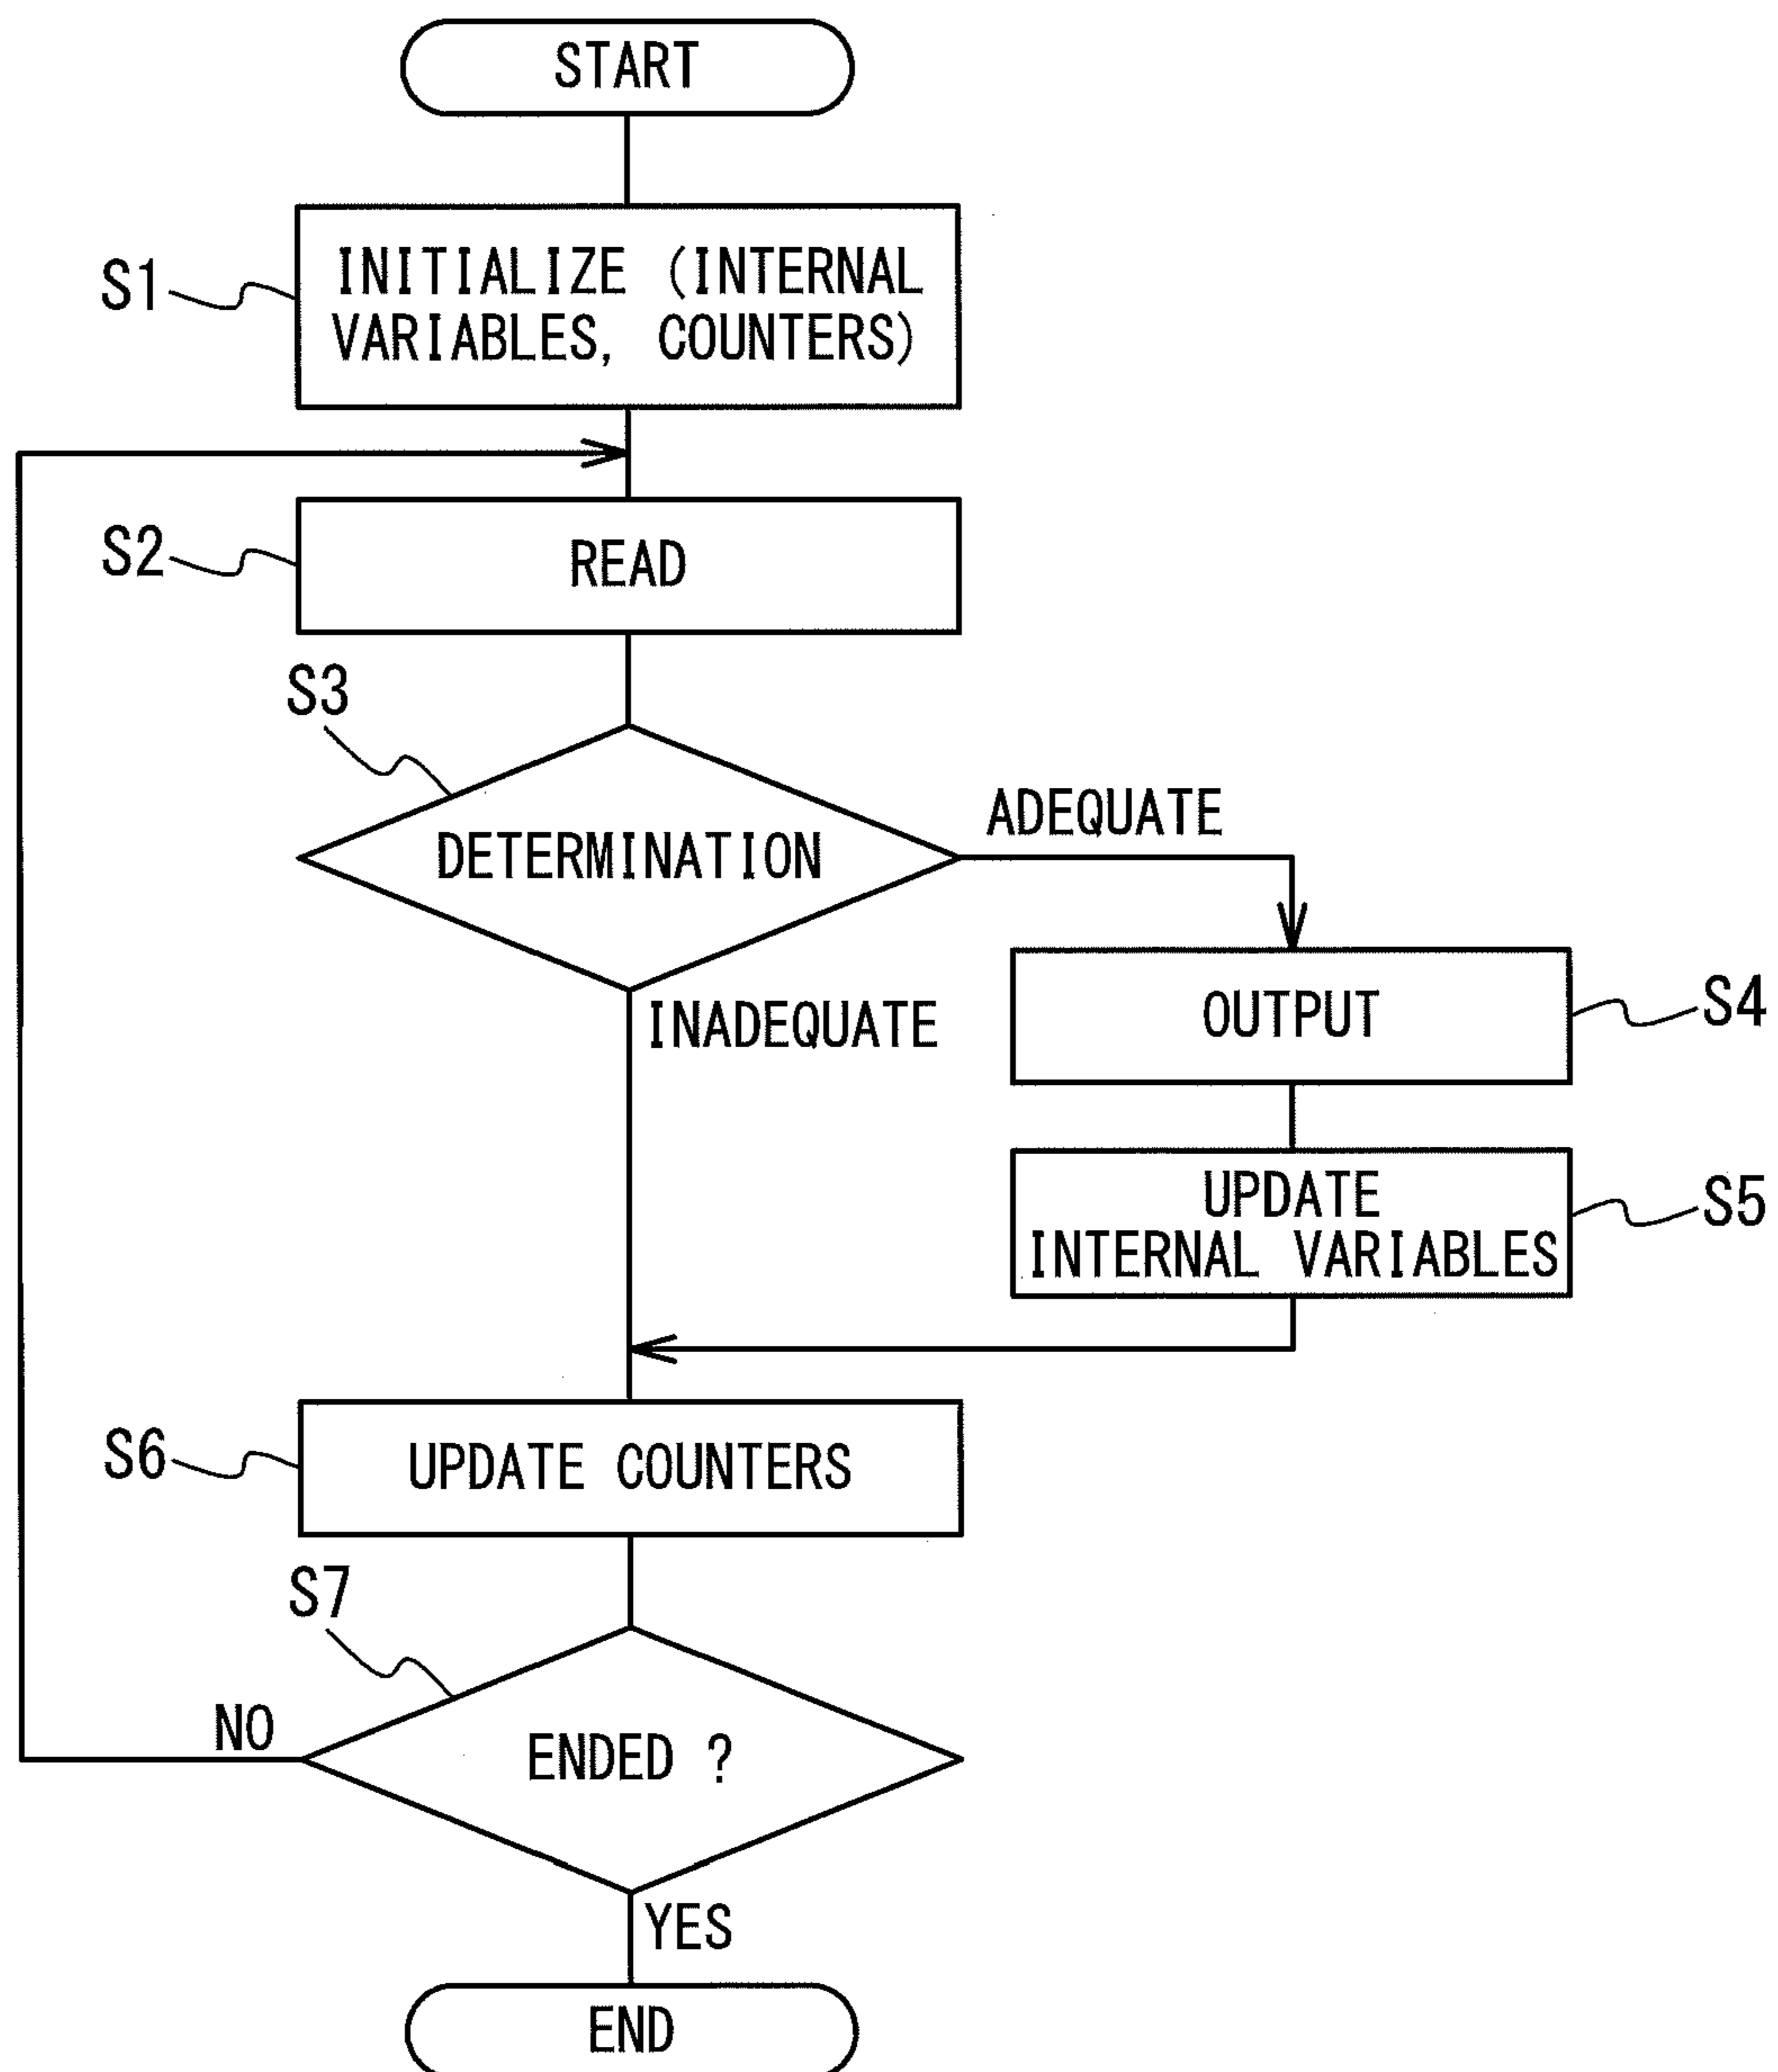 START
S1
INITIALIZE (INTERNAL
VARIABLES, COUNTERS)
S2
READ
S3
DETERMINATION
ADEQUATE
INADEQUATE
OUTPUT
S4
UPDATE
INTERNAL VARIABLES
S5
S6
UPDATE COUNTERS
S7
NO
ENDED ?
YES
END